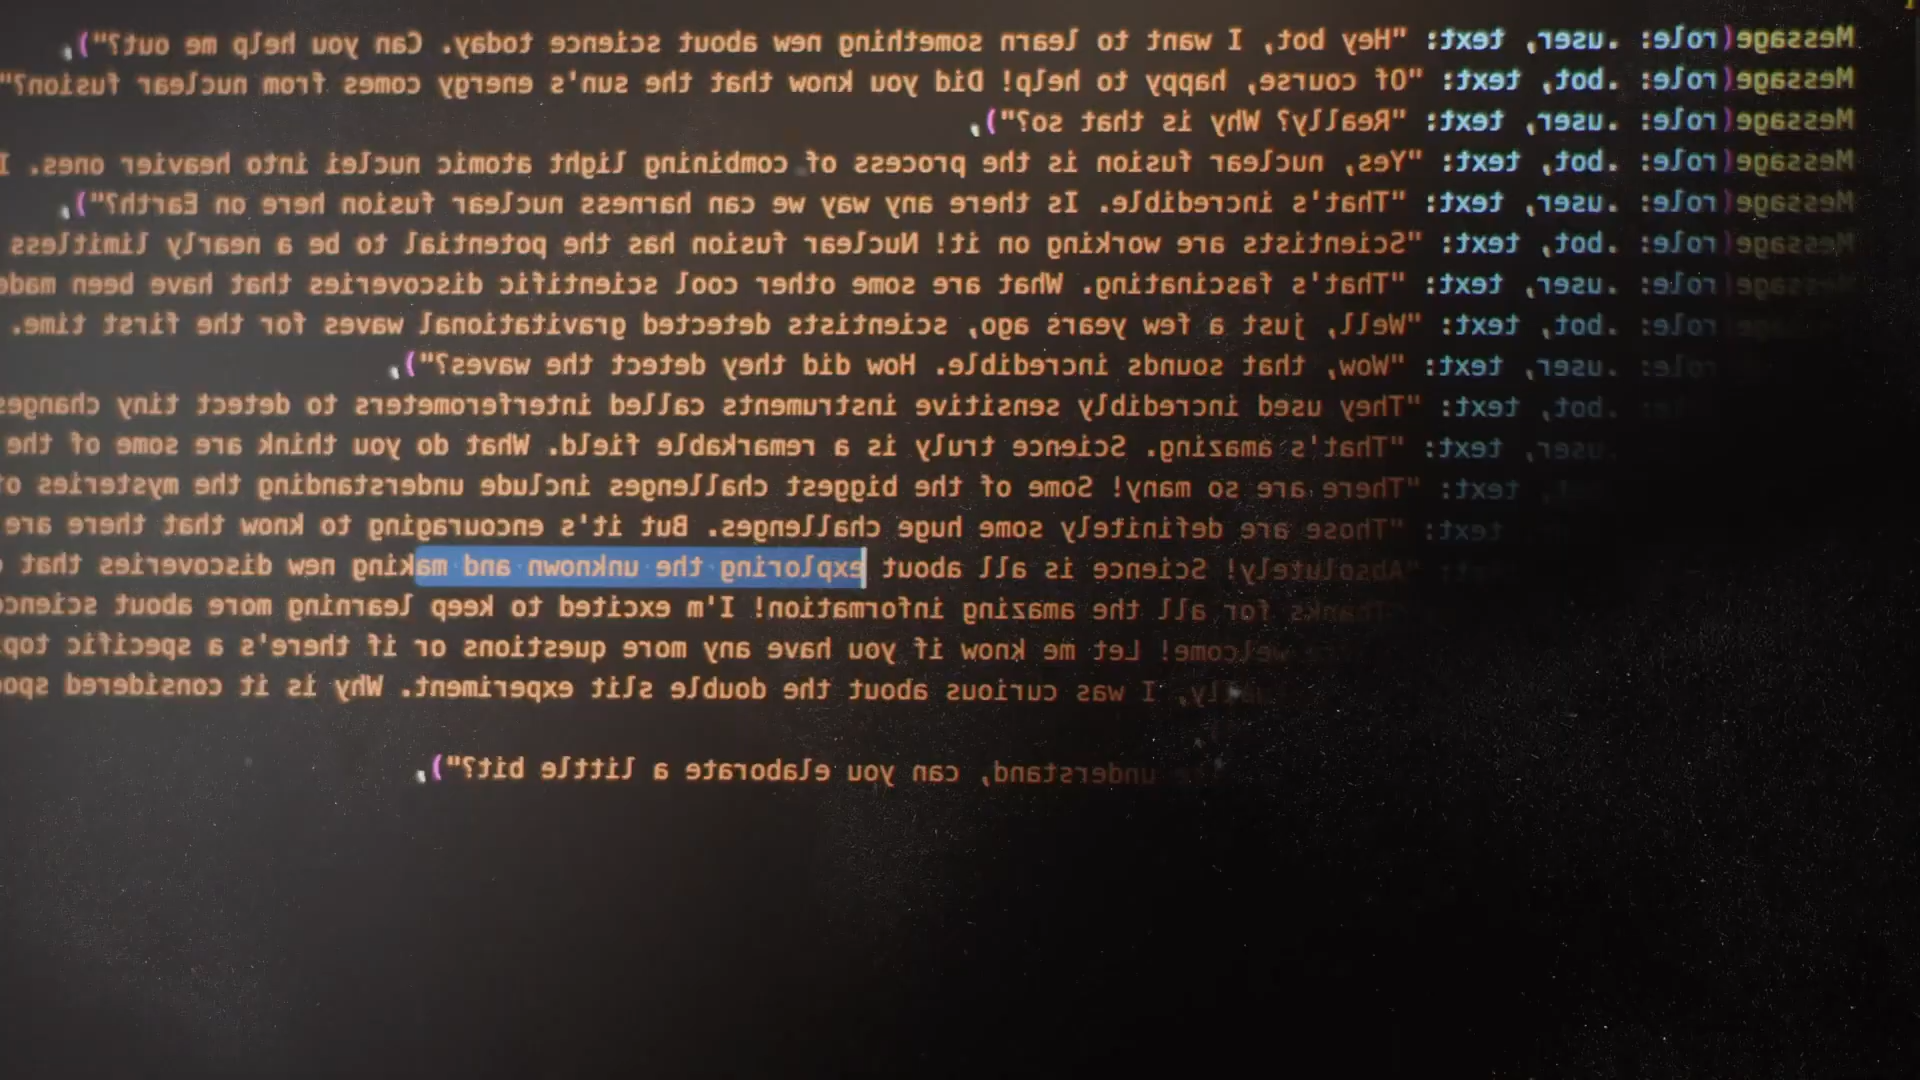 Message(role: .user, text: "Hey bot, I want to learn something new about science today. Can you help me out?"),
Message(role: .bot, text: "Of course, happy to help! Did you know that the sun's energy comes from nuclear fusion?"
Message(role: .user, text: "Really? Why is that so?"),
Message(role: .bot, text: "Yes, nuclear fusion is the process of combining light atomic nuclei into heavier ones. I
Message(role: .user, text: "That's incredible. Is there any way we can harness nuclear fusion here on Earth?"),
Message(role: .bot, text: "Scientists are working on it! Nuclear fusion has the potential to be a nearly limitless
Message(role: .user, text: "That's fascinating. What are some other cool scientific discoveries that have been made
role: .bot, text: "Well, just a few years ago, scientists detected gravitational waves for the first time.
role: .user, text: "Wow, that sounds incredible. How did they detect the waves?"),
.bot, text: "They used incredibly sensitive instruments called interferometers to detect tiny changes
.user, text: "That's amazing. Science truly is a remarkable field. What do you think are some of the
text: "There are so many! Some of the biggest challenges include understanding the mysteries of
text: "Those are definitely some huge challenges. But it's encouraging to know that there are
"Absolutely! Science is all about exploring the unknown and making new discoveries that
"Thanks for all the amazing information! I'm excited to keep learning more about science
welcome! Let me know if you have any more questions or if there's a specific top
I was curious about the double slit experiment. Why is it considered spoo
understand, can you elaborate a little bit?"),